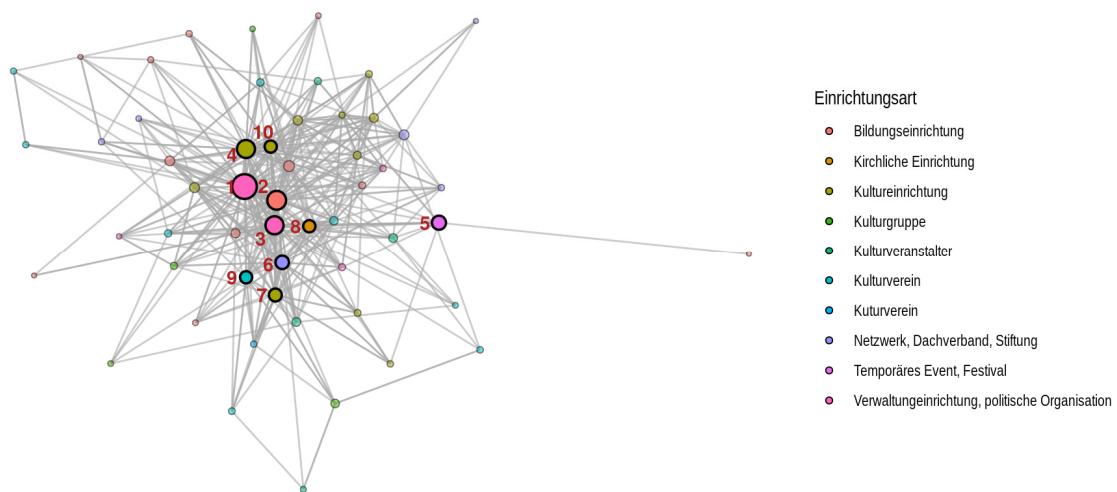 10
4
1
2
3
8
5
6
9
7
Einrichtungsart
Bildungseinrichtung
Kirchliche Einrichtung
Kultureinrichtung
Kulturgruppe
Kulturveranstalter
Kulturverein
Kuturverein
Netzwerk, Dachverband, Stiftung
Temporäres Event, Festival
Verwaltungeinrichtung, politische Organisation